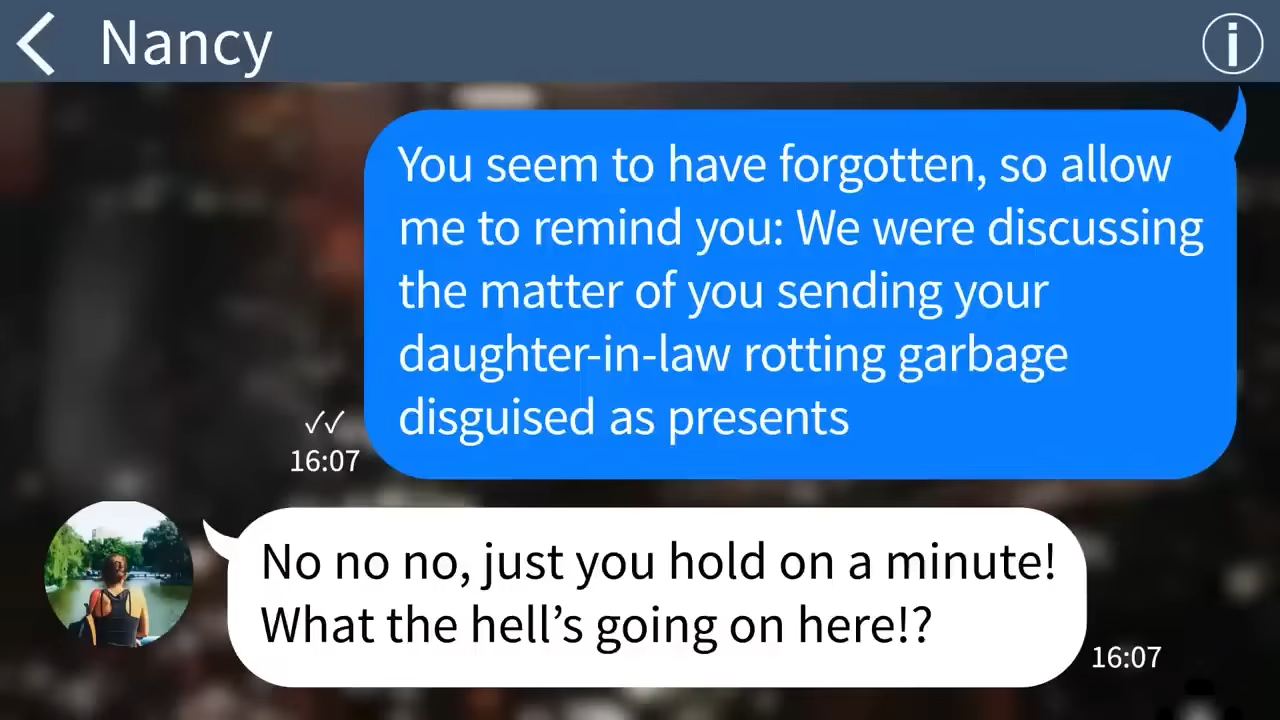 Nancy
You seem to have forgotten, so allow
me to remind you: We were discussing
the matter of you sending your
daughter-in-law rotting garbage
disguised as presents
✓✓
16:07
No no no, just you hold on a minute!
What the hell’s going on here!?
16:07